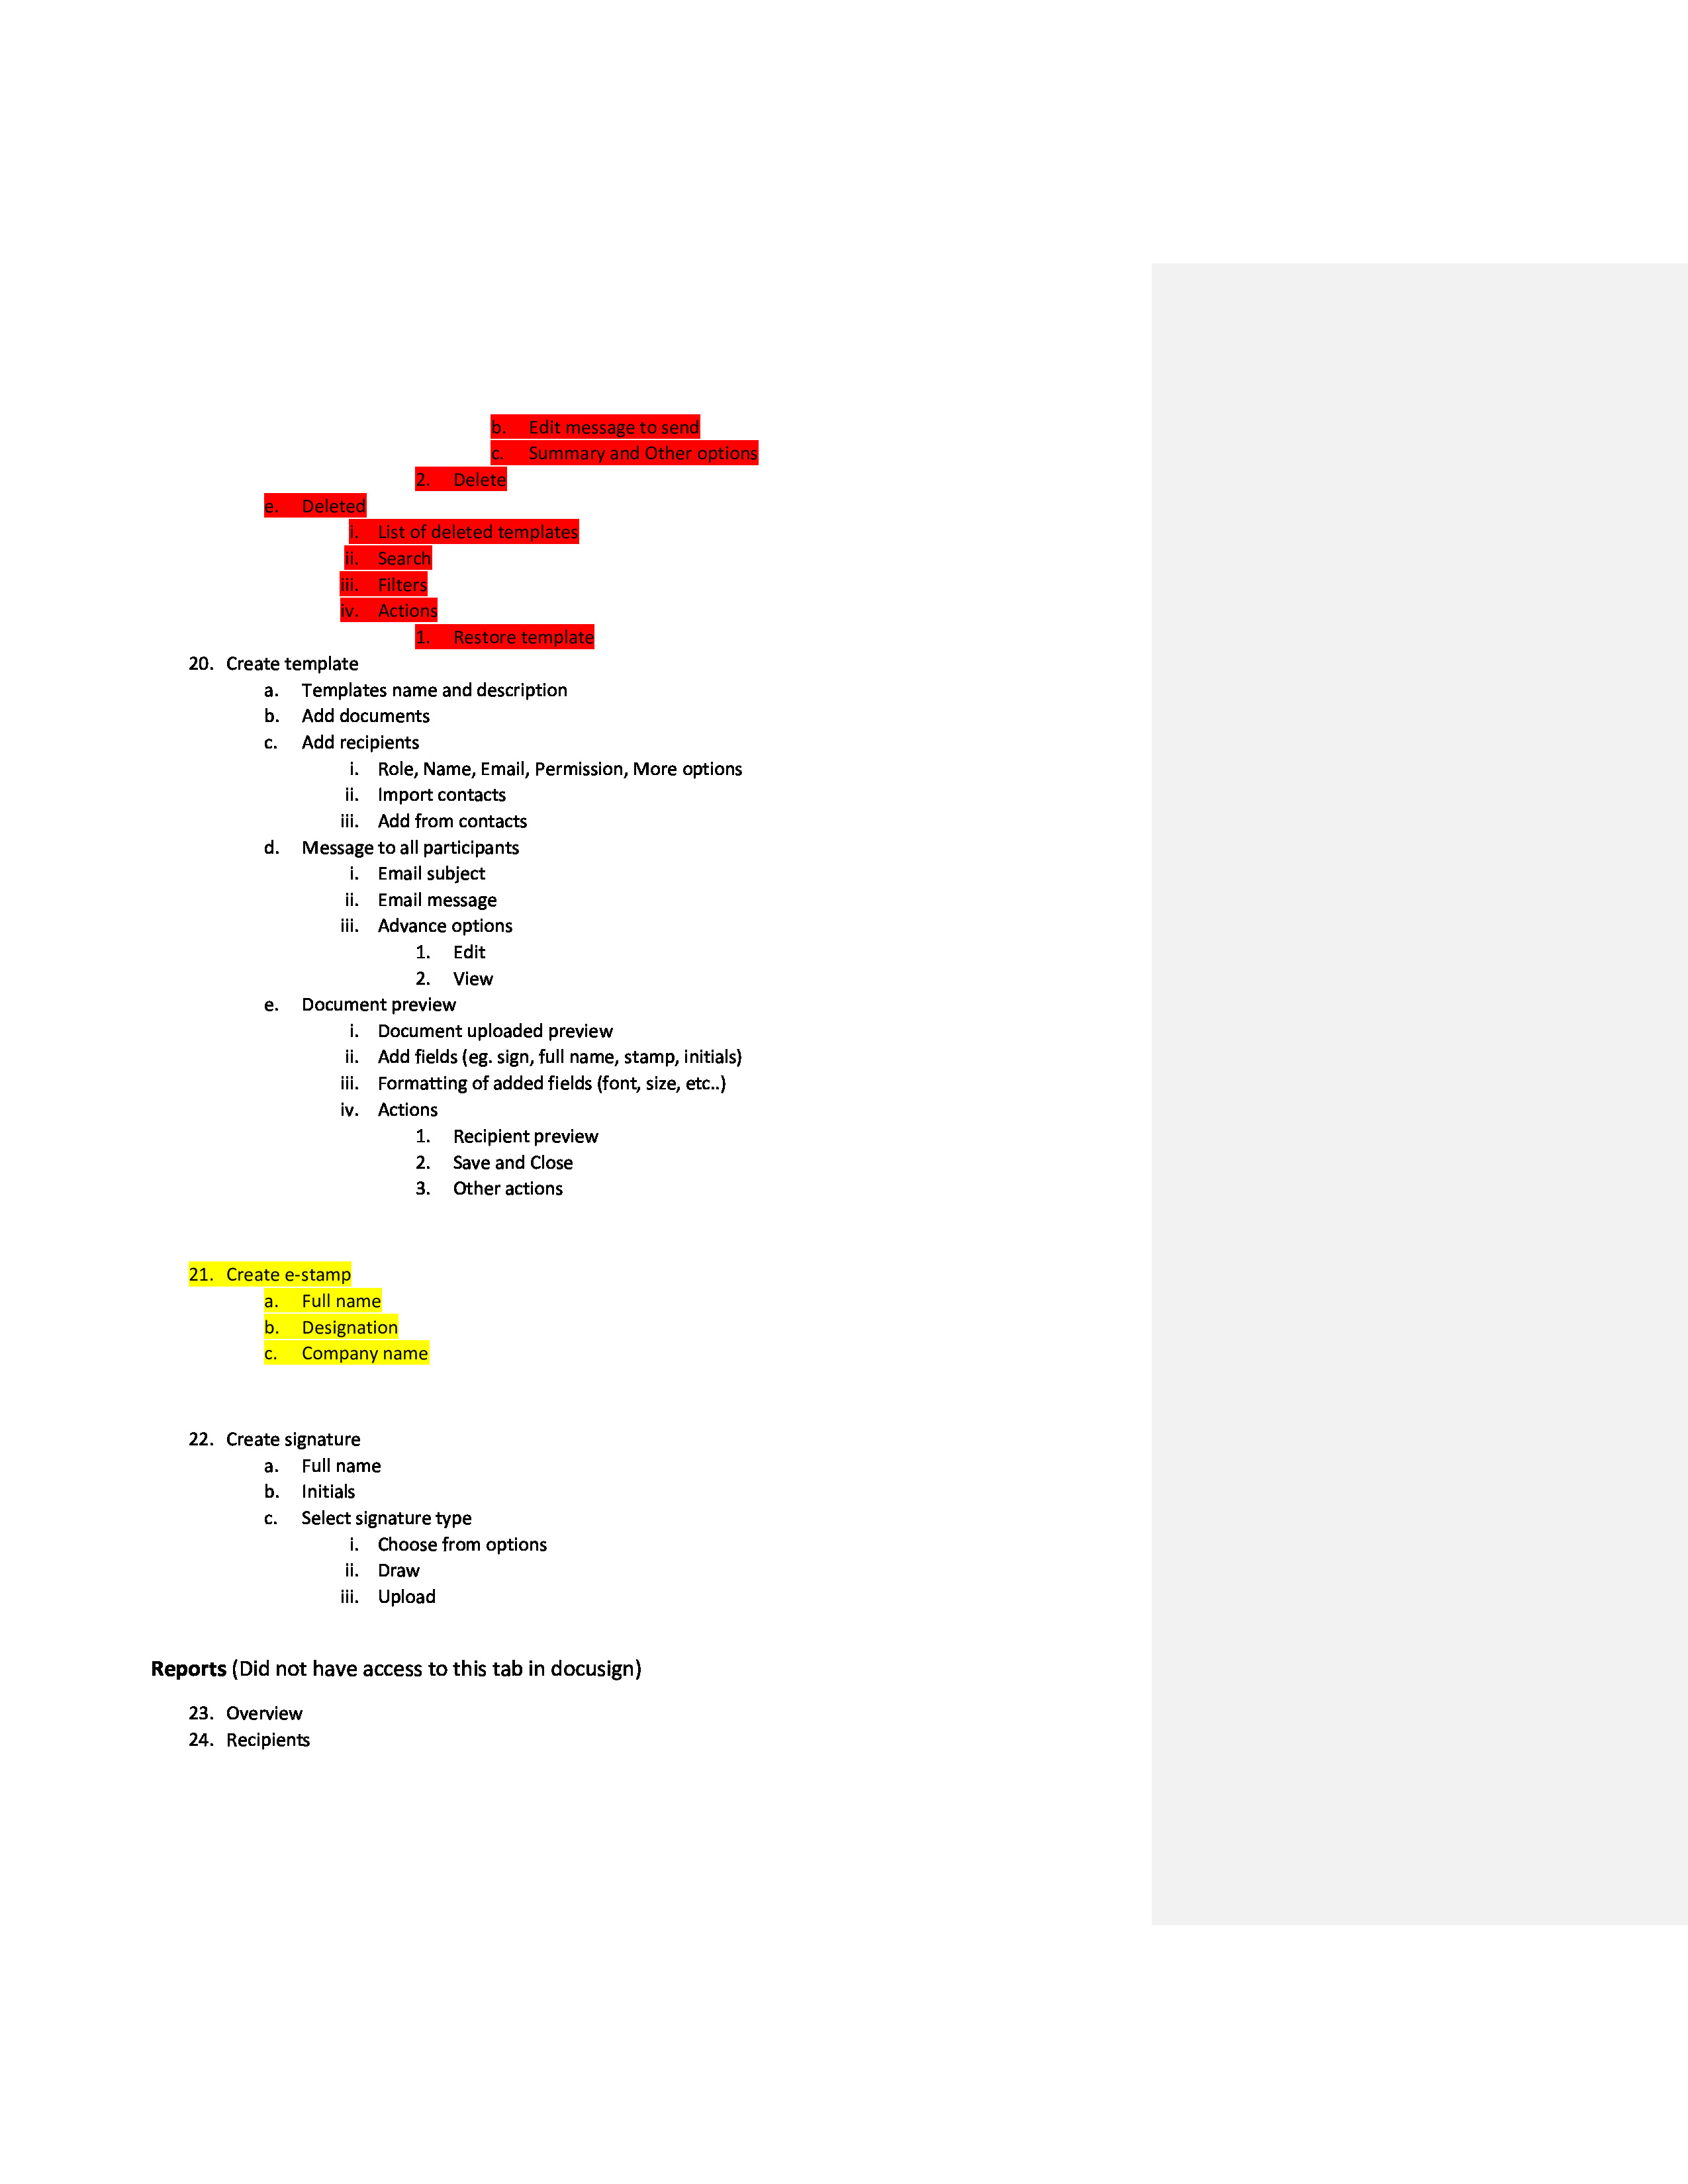 b. Edit message to send
c. Summary and Other options
2. Delete
e. Deleted
i. List of deleted templates
ii. Search
iii. Filters
iv. Actions
1. Restore template
20. Create template
a. Templates name and description
b. Add documents
c. Add recipients
i. Role, Name, Email, Permission, More options
ii. Import contacts
iii. Add from contacts
d. Message to all participants
i. Email subject
ii. Email message
iii. Advance options
1. Edit
2. View
e. Document preview
i. Document uploaded preview
ii. Add fields (eg. sign, full name, stamp, initials)
iii. Formatting of added fields (font, size, etc..)
iv. Actions
1. Recipient preview
2. Save and Close
3. Other actions
21. Create e-stamp
a. Full name
b. Designation
c. Company name
22. Create signature
a. Full name
b. Initials
c. Select signature type
i. Choose from options
ii. Draw
iii. Upload
Reports (Did not have access to this tab in docusign)
23. Overview
24. Recipients